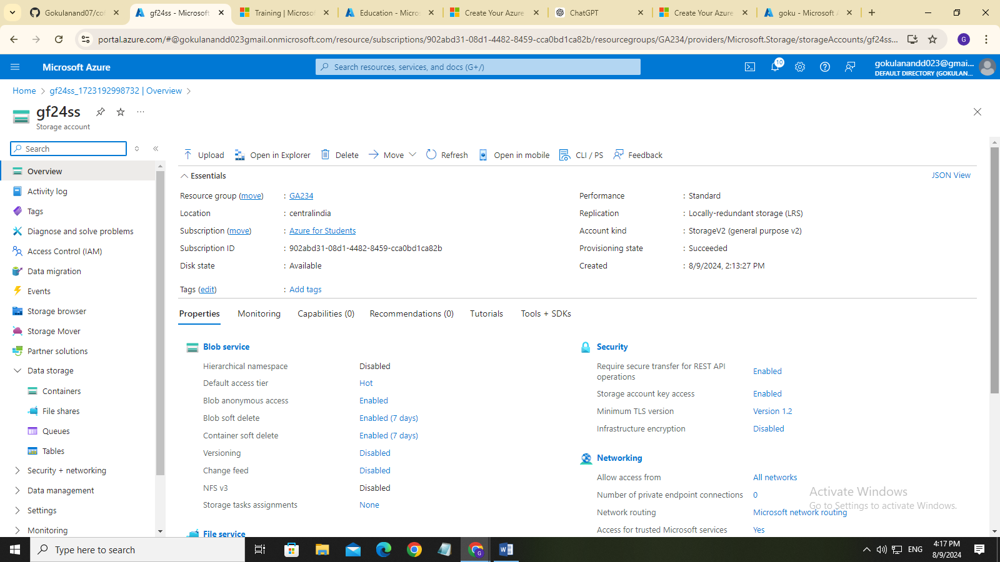 Gokulanand07/col
gf24ss - Microsoft
Training | Microsof
Education - Micros
Create Your Azure
ChatGPT
Create Your Azure
goku - Microsoft A
portal.azure.com/#@gokulanandd023gmail.onmicrosoft.com/resource/subscriptions/902abd31-08d1-4482-8459-cca0bd1ca82b/resourcegroups/GA234/providers/Microsoft.Storage/storageAccounts/gf24ss...
G
Microsoft Azure
Search resources, services, and docs (G+/)
10
gokulanandd023@gmai...
DEFAULT DIRECTORY (GOKULAN...
Home
gf24ss_1723192998732 | Overview
gf24ss
...
Storage account
Search
Upload
Open in Explorer
Delete
Move
Refresh
Open in mobile
CLI / PS
Feedback
Overview
Activity log
Tags
Diagnose and solve problems
Access Control (IAM)
Data migration
Events
Storage browser
Storage Mover
Partner solutions
Data storage
Containers
File shares
Queues
Tables
Security + networking
Data management
Settings
Monitoring
Essentials
JSON View
Resource group (move) : GA234
Location : centralindia
Subscription (move) : Azure for Students
Subscription ID : 902abd31-08d1-4482-8459-cca0bd1ca82b
Disk state : Available
Tags (edit) : Add tags
Performance : Standard
Replication : Locally-redundant storage (LRS)
Account kind : StorageV2 (general purpose v2)
Provisioning state : Succeeded
Created : 8/9/2024, 2:13:27 PM
Properties
Monitoring
Capabilities (0)
Recommendations (0)
Tutorials
Tools + SDKs
Blob service
Hierarchical namespace Disabled
Default access tier Hot
Blob anonymous access Enabled
Blob soft delete Enabled (7 days)
Container soft delete Enabled (7 days)
Versioning Disabled
Change feed Disabled
NFS v3 Disabled
Storage tasks assignments None
File service
Security
Require secure transfer for REST API
operations Enabled
Storage account key access Enabled
Minimum TLS version Version 1.2
Infrastructure encryption Disabled
Networking
Allow access from All networks
Number of private endpoint connections 0
Network routing Microsoft network routing
Access for trusted Microsoft services Yes
Activate Windows
Go to Settings to activate Windows.
Type here to search
G
ENG
4:17 PM
8/9/2024